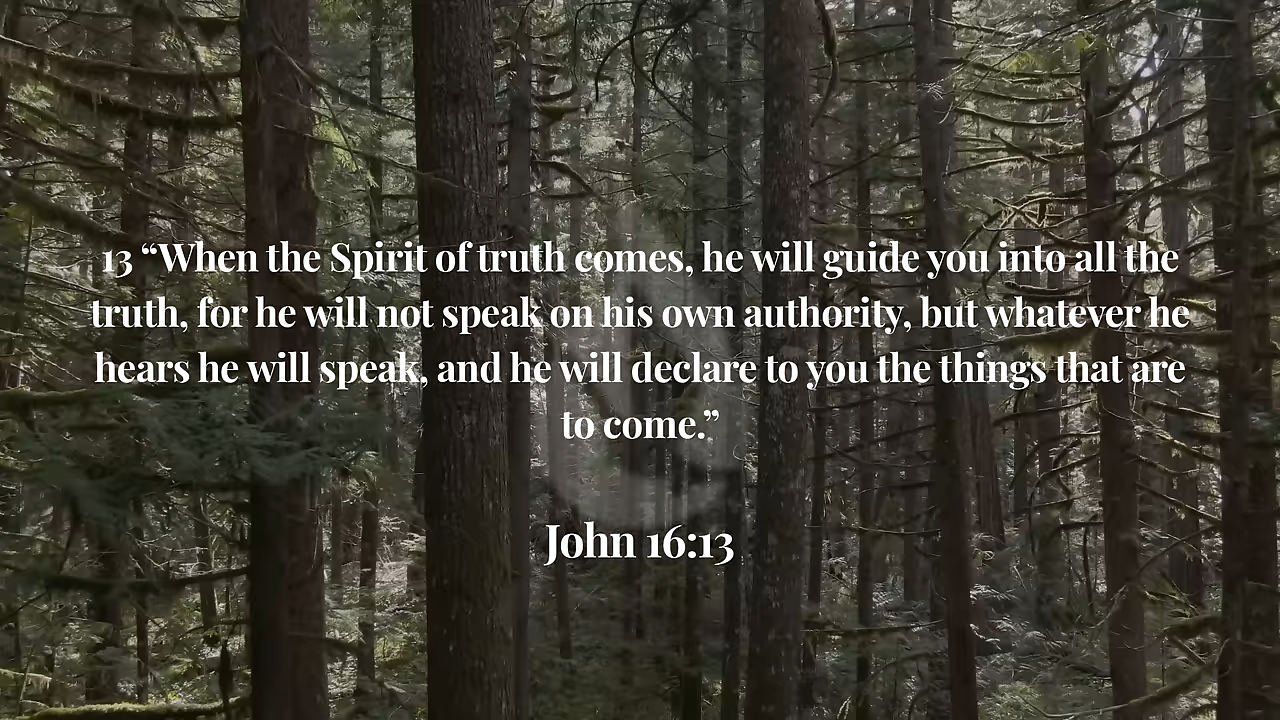 13 “When the Spirit of truth comes, he will guide you into all the
truth, for he will not speak on his own authority, but whatever he
hears he will speak, and he will declare to you the things that are
to come.”
John 16:13